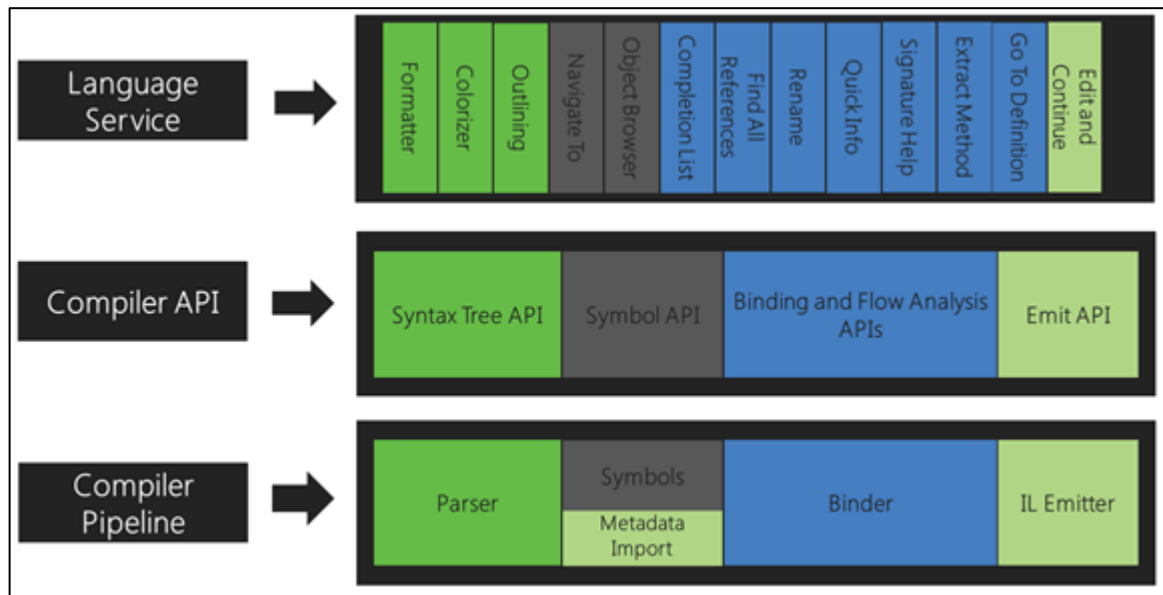 Language
Service
Formatter
Colorizer
Outlining
Navigate To
Object Browser
Completion List
Find All
References
Rename
Quick Info
Signature Help
Extract Method
Go To Definition
Edit and
Continue
Compiler API
Syntax Tree API
Symbol API
Binding and Flow Analysis
APIs
Emit API
Compiler
Pipeline
Parser
Symbols
Metadada
Import
Binder
IL Emitter